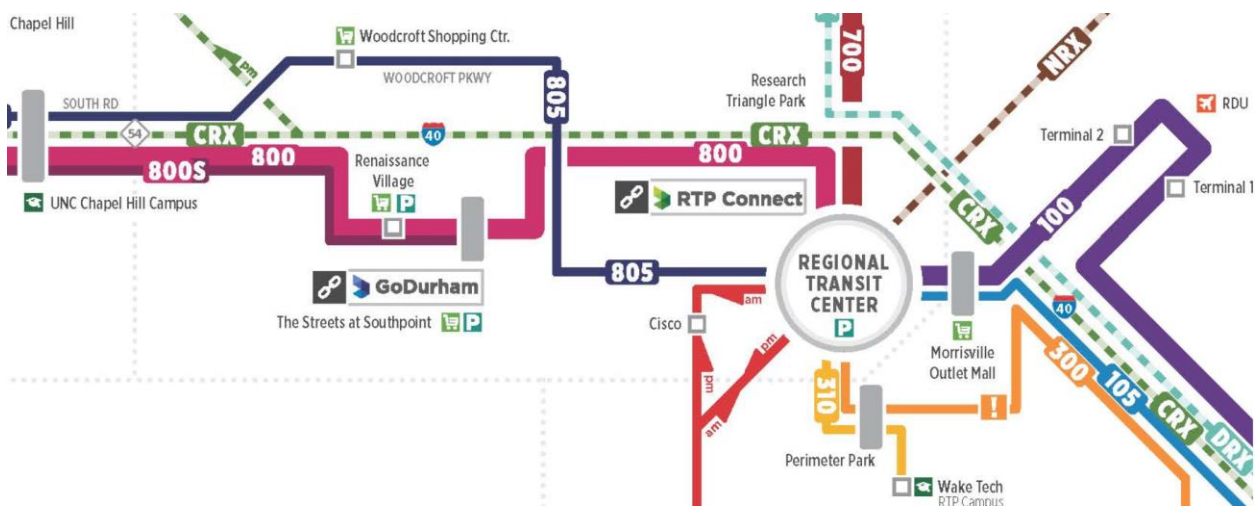 Chapel Hill
pm
Woodcroft Shopping Ctr.
WOODCROFT PKWY
SOUTH RD
805
54
CRX
40
CRX
800
800S
800
Renaissance
Village
P
UNC Chapel Hill Campus
RTP Connect
GoDurham
The Streets at Southpoint
P
Research
Triangle Park
700
NRX
RDU
Terminal 2
Terminal 1
CRX
100
REGIONAL
TRANSIT
CENTER
P
805
am
Cisco
pm
pm
am
40
Morrisville
Outlet Mall
310
!
300
105
CRX
DRX
Perimeter Park
Wake Tech
RTP Campus